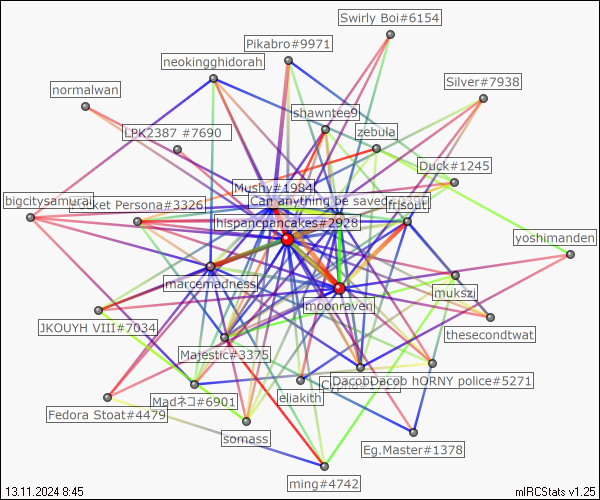 Swirly Boi#6154
Pikabro#9971
neokingghidorah
Silver#7938
normalwan
shawntee9
LPK2387 #7690
zebula
Duck#1245
Mushy#1984
Can anything be saved
frisout
bigcitysamurai
Persona#3326
hispancpancakes#2928
yoshimanden
marcemadness
mukszi
moonraven
JKOUYH VIII#7034
thesecondtwat
Majestic#3375
DacobDacob hORNY police#5271
Madネコ#6901
eliakith
Fedora Stoat#4479
somass
Eg.Master#1378
ming#4742
13.11.2024 8:45
mIRCStats v1.25